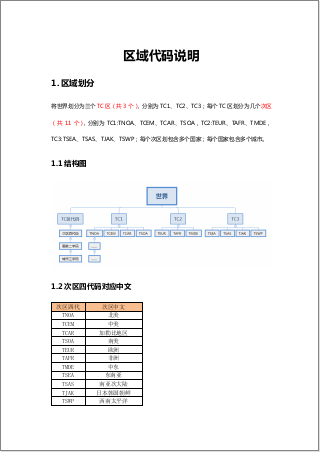 区域代码说明
1. 区域划分
将世界划分为三个 TC 区（共 3 个），分别为 TC1、TC2、TC3；每个 TC 区划分为几个次区
（共 11 个），分别为 TC1:TNOA、TCEM、TCAR、TSOA，TC2:TEUR、TAFR、TMDE，
TC3:TSEA、TSAS、TJAK、TSWP；每个次区划包含多个国家；每个国家包含多个城市。
1.1 结构图
世界
TC区代码 TC1 TC2 TC3
TNOA TCEM TCAR TSOA TEUR TAFR TMDE TSEA TSAS TJAK TSWP
国家二字码 ......
城市三字码 ......
1.2 次区四代码对应中文
次区四代 次区中文
TNOA 北美
TCEM 中美
TCAR 加勒比地区
TSOA 南美
TEUR 欧洲
TAFR 非洲
TMDE 中东
TSEA 东南亚
TSAS 南亚次大陆
TJAK 日本韩国朝鲜
TSWP 西南太平洋